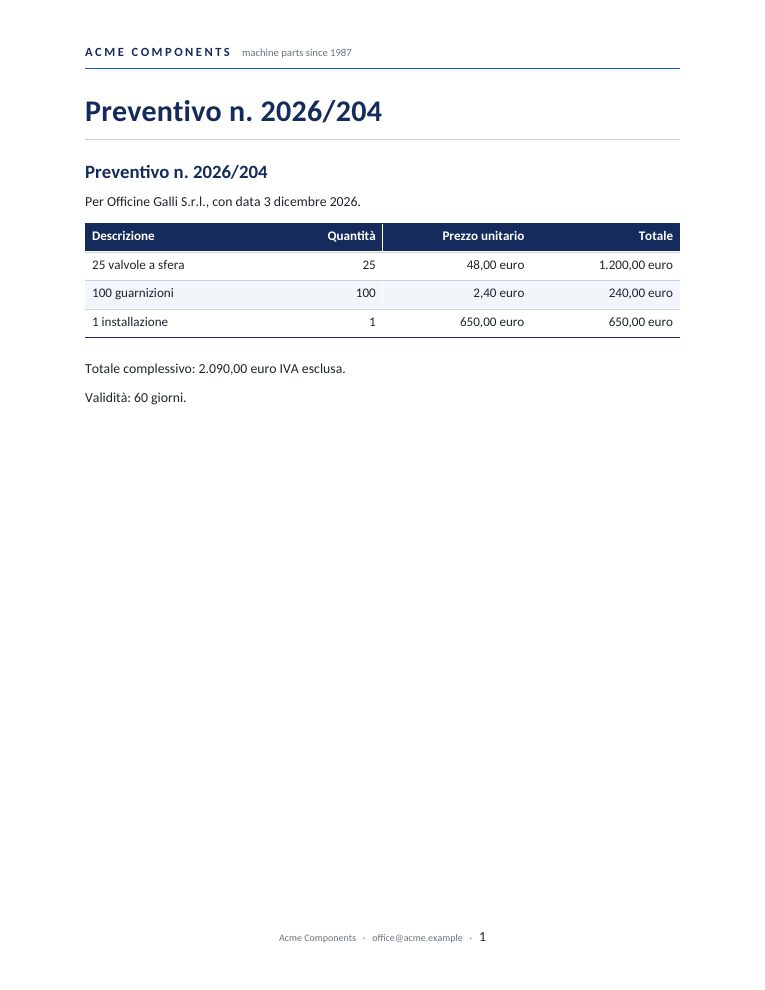 ACME COMPONENTS machine parts since 1987
Preventivo n. 2026/204
Preventivo n. 2026/204
Per Officine Galli S.r.l., con data 3 dicembre 2026.
Descrizione Quantità Prezzo unitario Totale
25 valvole a sfera 25 48,00 euro 1.200,00 euro
100 guarnizioni 100 2,40 euro 240,00 euro
1 installazione 1 650,00 euro 650,00 euro
Totale complessivo: 2.090,00 euro IVA esclusa.
Validità: 60 giorni.
Acme Components · office@acme.example · 1